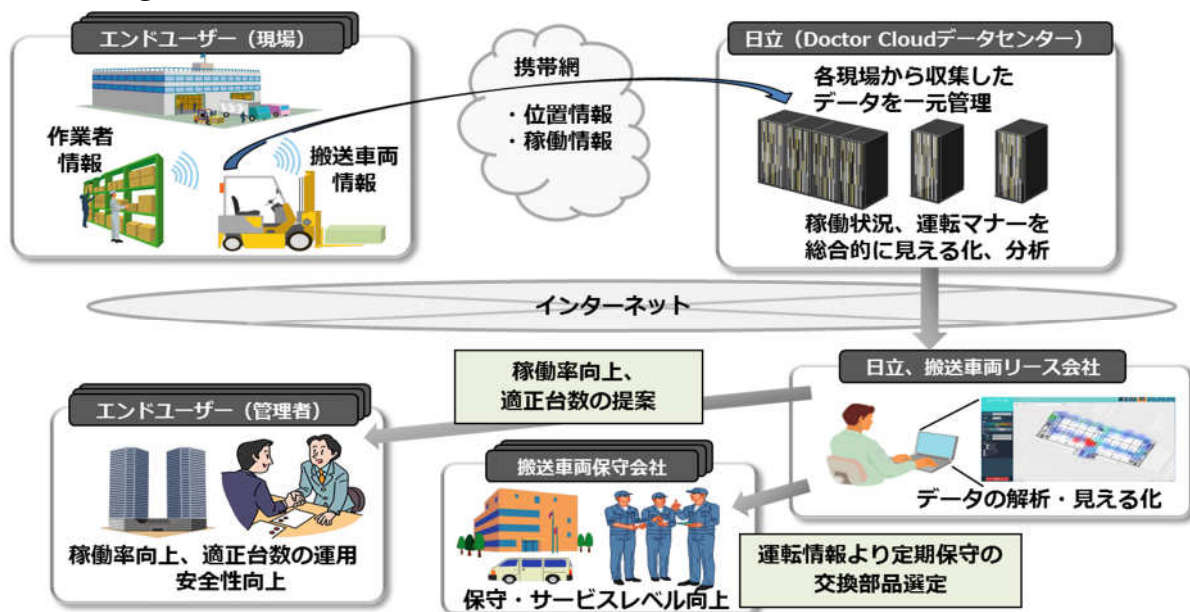 エンドユーザー（現場）
作業者
情報
搬送車両
情報
携帯網
・位置情報
・稼働情報
日立（Doctor Cloudデータセンター）
各現場から収集した
データを一元管理
稼働状況、運転マナーを
総合的に見える化、分析
インターネット
稼働率向上、
適正台数の提案
日立、搬送車両リース会社
データの解析・見える化
エンドユーザー（管理者）
稼働率向上、適正台数の運用
安全性向上
搬送車両保守会社
保守・サービスレベル向上
運転情報より定期保守の
交換部品選定